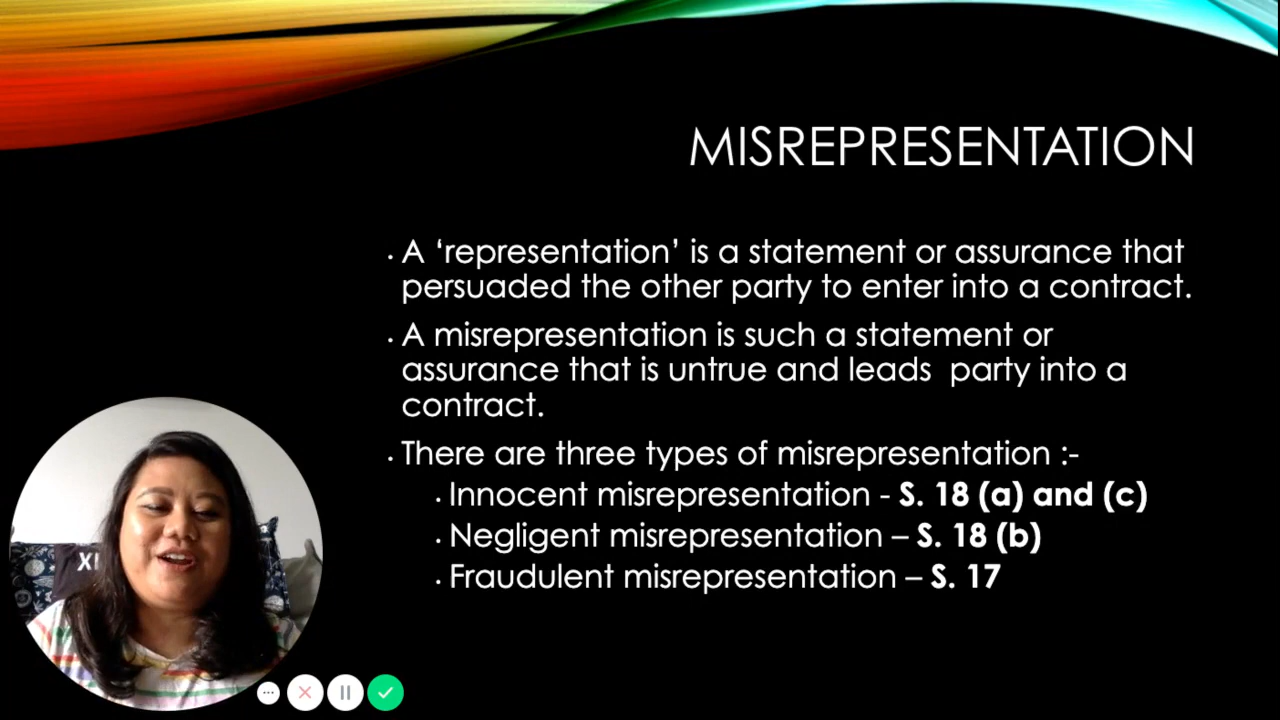 MISREPRESENTATION
• A ‘representation’ is a statement or assurance that
persuaded the other party to enter into a contract.
• A misrepresentation is such a statement or
assurance that is untrue and leads  party into a
contract.
• There are three types of misrepresentation :-
• Innocent misrepresentation - S. 18 (a) and (c)
• Negligent misrepresentation – S. 18 (b)
• Fraudulent misrepresentation – S. 17